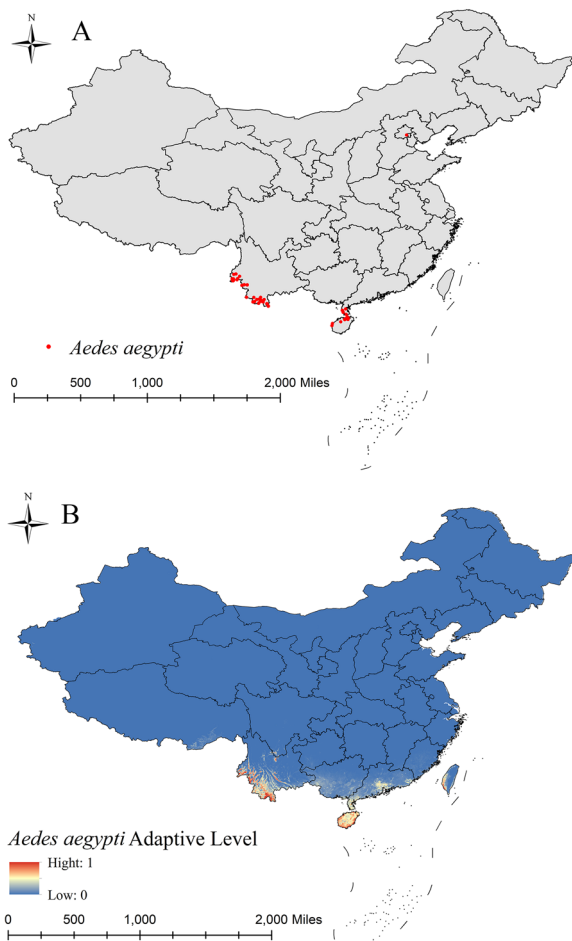 N
A
Aedes aegypti
0 500 1,000 2,000 Miles
N
B
Aedes aegypti Adaptive Level
Hight: 1
Low: 0
0 500 1,000 2,000 Miles